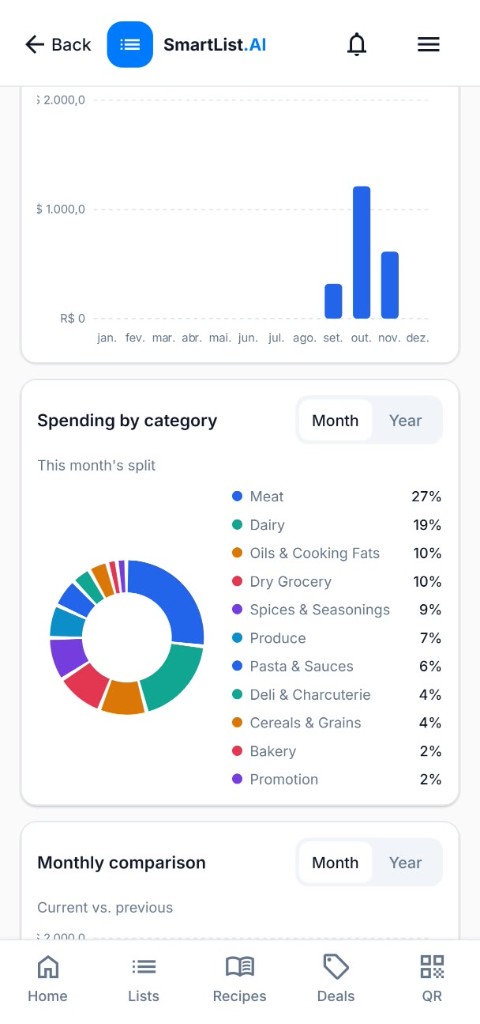 Back
SmartList.AI
$ 2.000,0
$ 1.000,0
R$ 0
jan. fev. mar. abr. mai. jun. jul. ago. set. out. nov. dez.
Spending by category
Month Year
This month's split
Meat 27%
Dairy 19%
Oils & Cooking Fats 10%
Dry Grocery 10%
Spices & Seasonings 9%
Produce 7%
Pasta & Sauces 6%
Deli & Charcuterie 4%
Cereals & Grains 4%
Bakery 2%
Promotion 2%
Monthly comparison
Month Year
Current vs. previous
Home Lists Recipes Deals QR